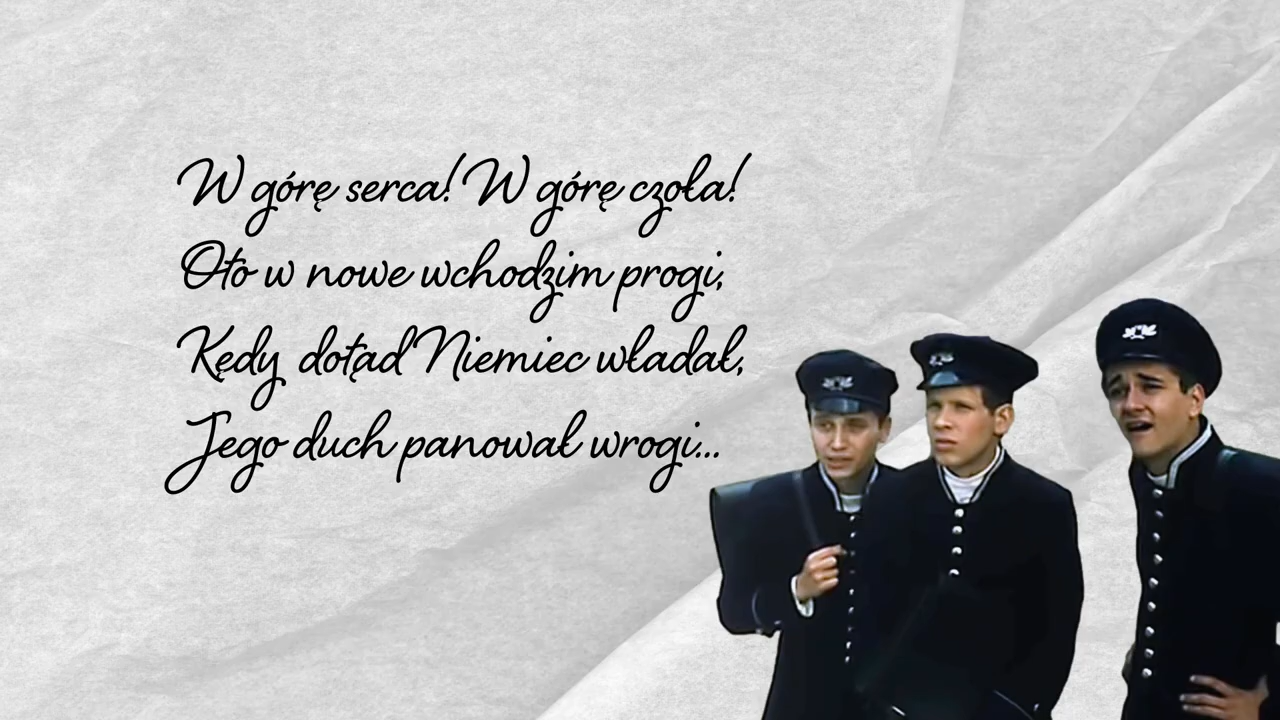 W górę serca! W górę czoła!
Oto w nowe wchodzim progi,
Kędy dotąd Niemiec władał,
Jego duch panował wrogi...